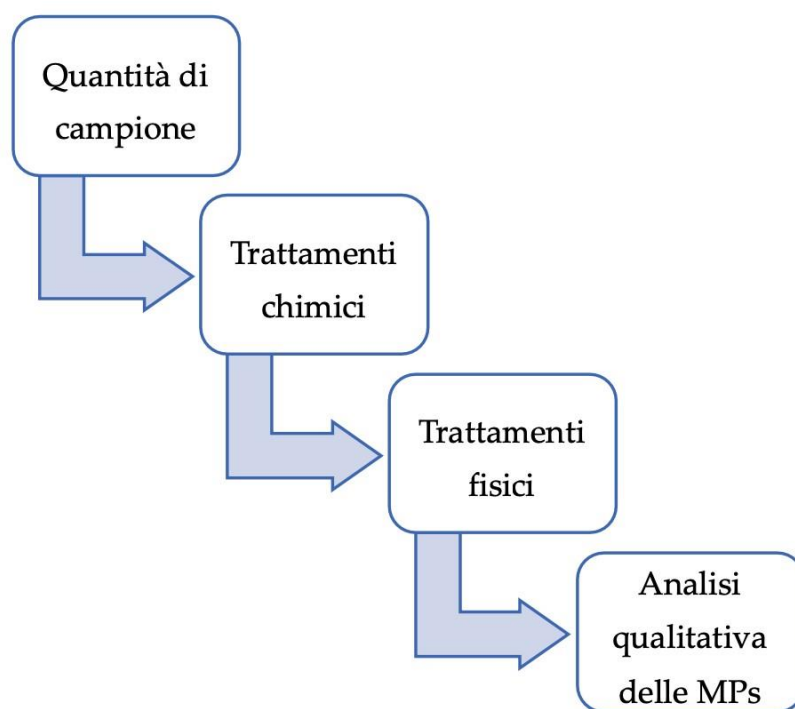 Quantità di
campione
Trattamenti
chimici
Trattamenti
fisici
Analisi
qualitativa
delle MPs